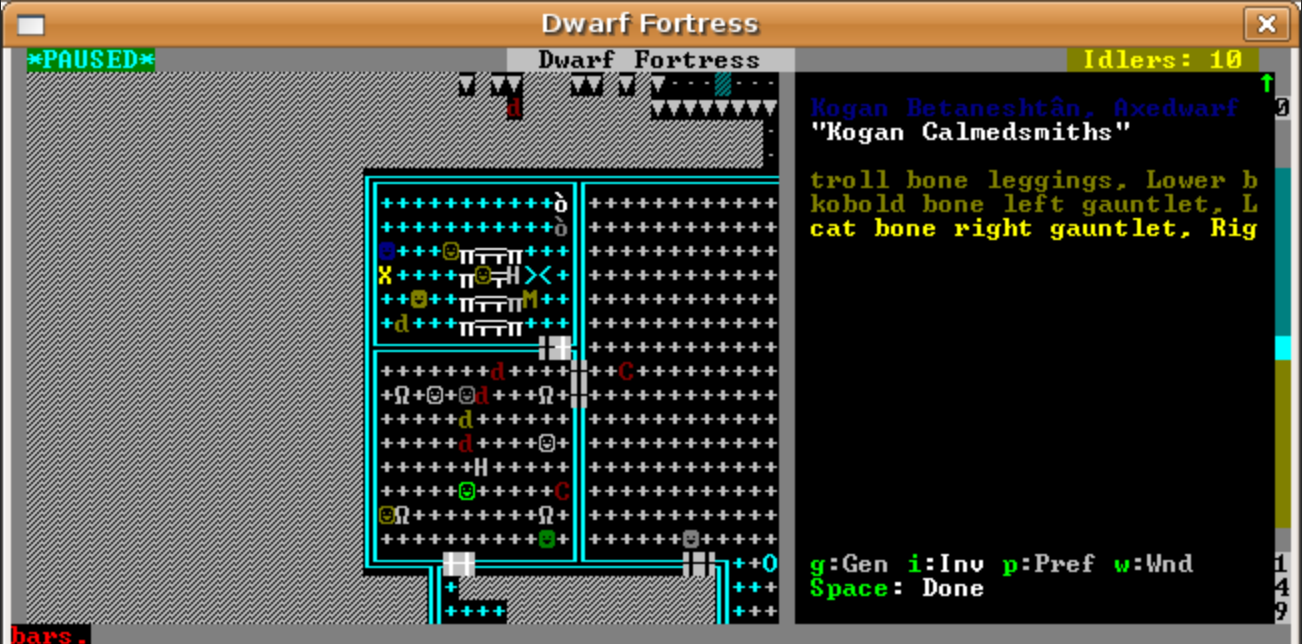 Dwarf Fortress
*PAUSED*
Dwarf Fortress
Idlers: 10
Kogan Betaneshtân, Axedwarf
"Kogan Calmedsmiths"
troll bone leggings, Lower b
kobold bone left gauntlet, L
cat bone right gauntlet, Rig
g:Gen i:Inv p:Pref w:Wnd
Space: Done
bars.